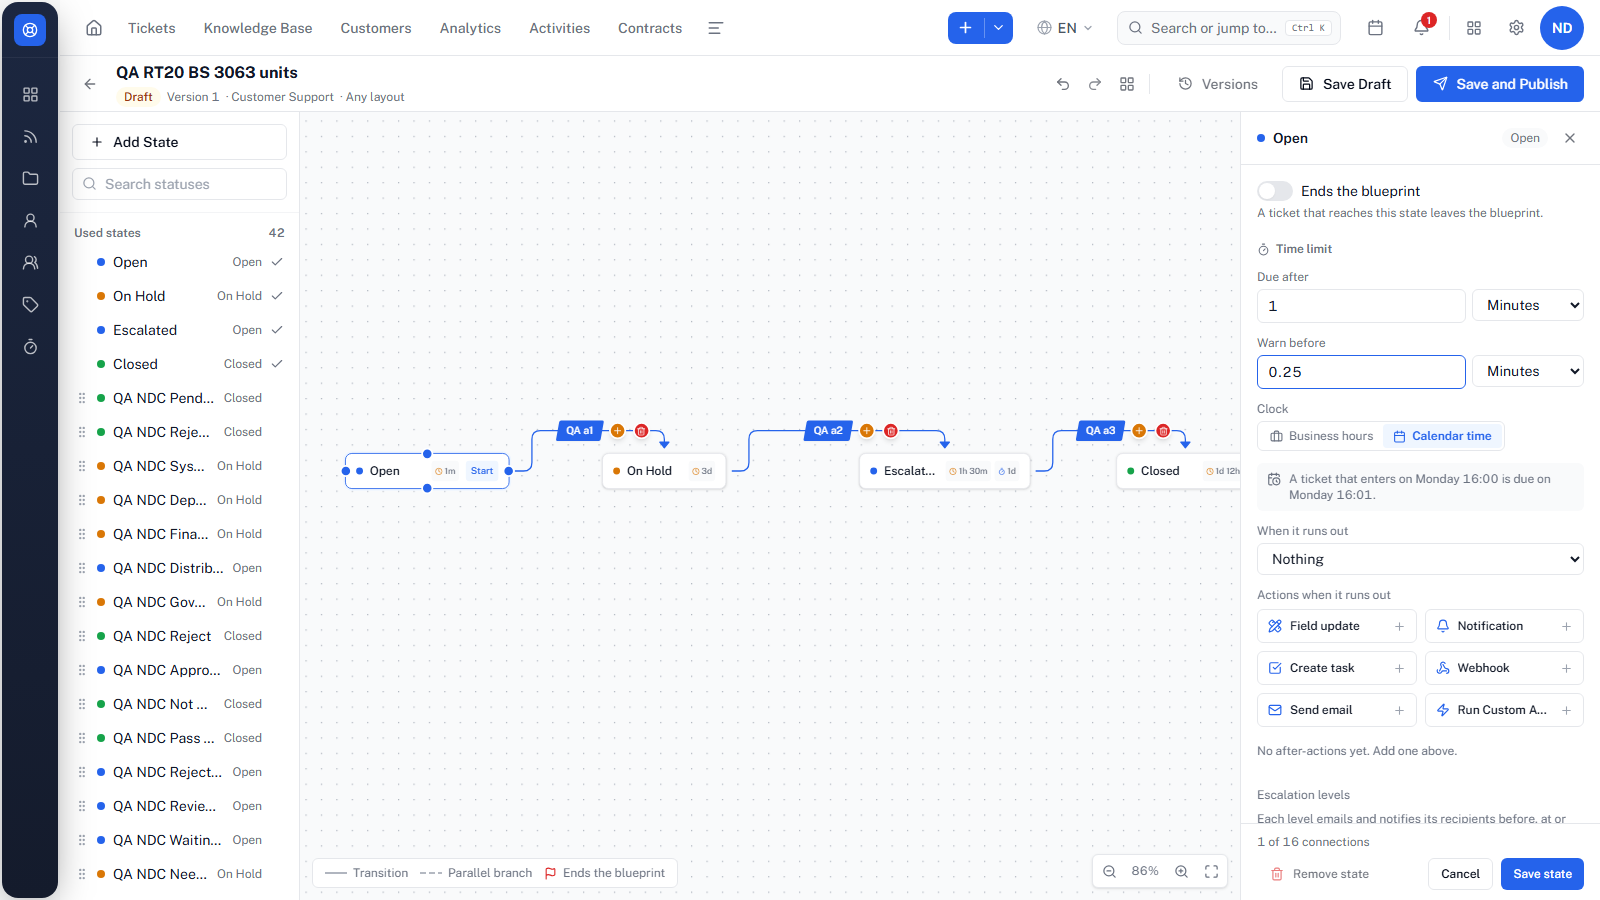 Tickets
Knowledge Base
Customers
Analytics
Activities
Contracts
EN
Search or jump to...
Ctrl K
1
ND
QA RT20 BS 3063 units
Draft
Version 1 · Customer Support · Any layout
Versions
Save Draft
Save and Publish
Add State
Search statuses
Used states 42
Open Open
On Hold On Hold
Escalated Open
Closed Closed
QA NDC Pend... Closed
QA NDC Reje... Closed
QA NDC Sys... On Hold
QA NDC Dep... On Hold
QA NDC Fina... On Hold
QA NDC Distrib... Open
QA NDC Gov... On Hold
QA NDC Reject Closed
QA NDC Appro... Open
QA NDC Not ... Closed
QA NDC Pass ... Closed
QA NDC Reject... Open
QA NDC Revie... Open
QA NDC Waitin... Open
QA NDC Nee... On Hold
QA a1
QA a2
QA a3
Open 1m Start
On Hold 3d
Escalat... 1h 30m 1d
Closed 1d 12h
Transition
Parallel branch
Ends the blueprint
86%
Open Open
Ends the blueprint
A ticket that reaches this state leaves the blueprint.
Time limit
Due after
1 Minutes
Warn before
0.25 Minutes
Clock
Business hours Calendar time
A ticket that enters on Monday 16:00 is due on
Monday 16:01.
When it runs out
Nothing
Actions when it runs out
Field update Notification
Create task Webhook
Send email Run Custom A...
No after-actions yet. Add one above.
Escalation levels
Each level emails and notifies its recipients before, at or
1 of 16 connections
Remove state Cancel Save state